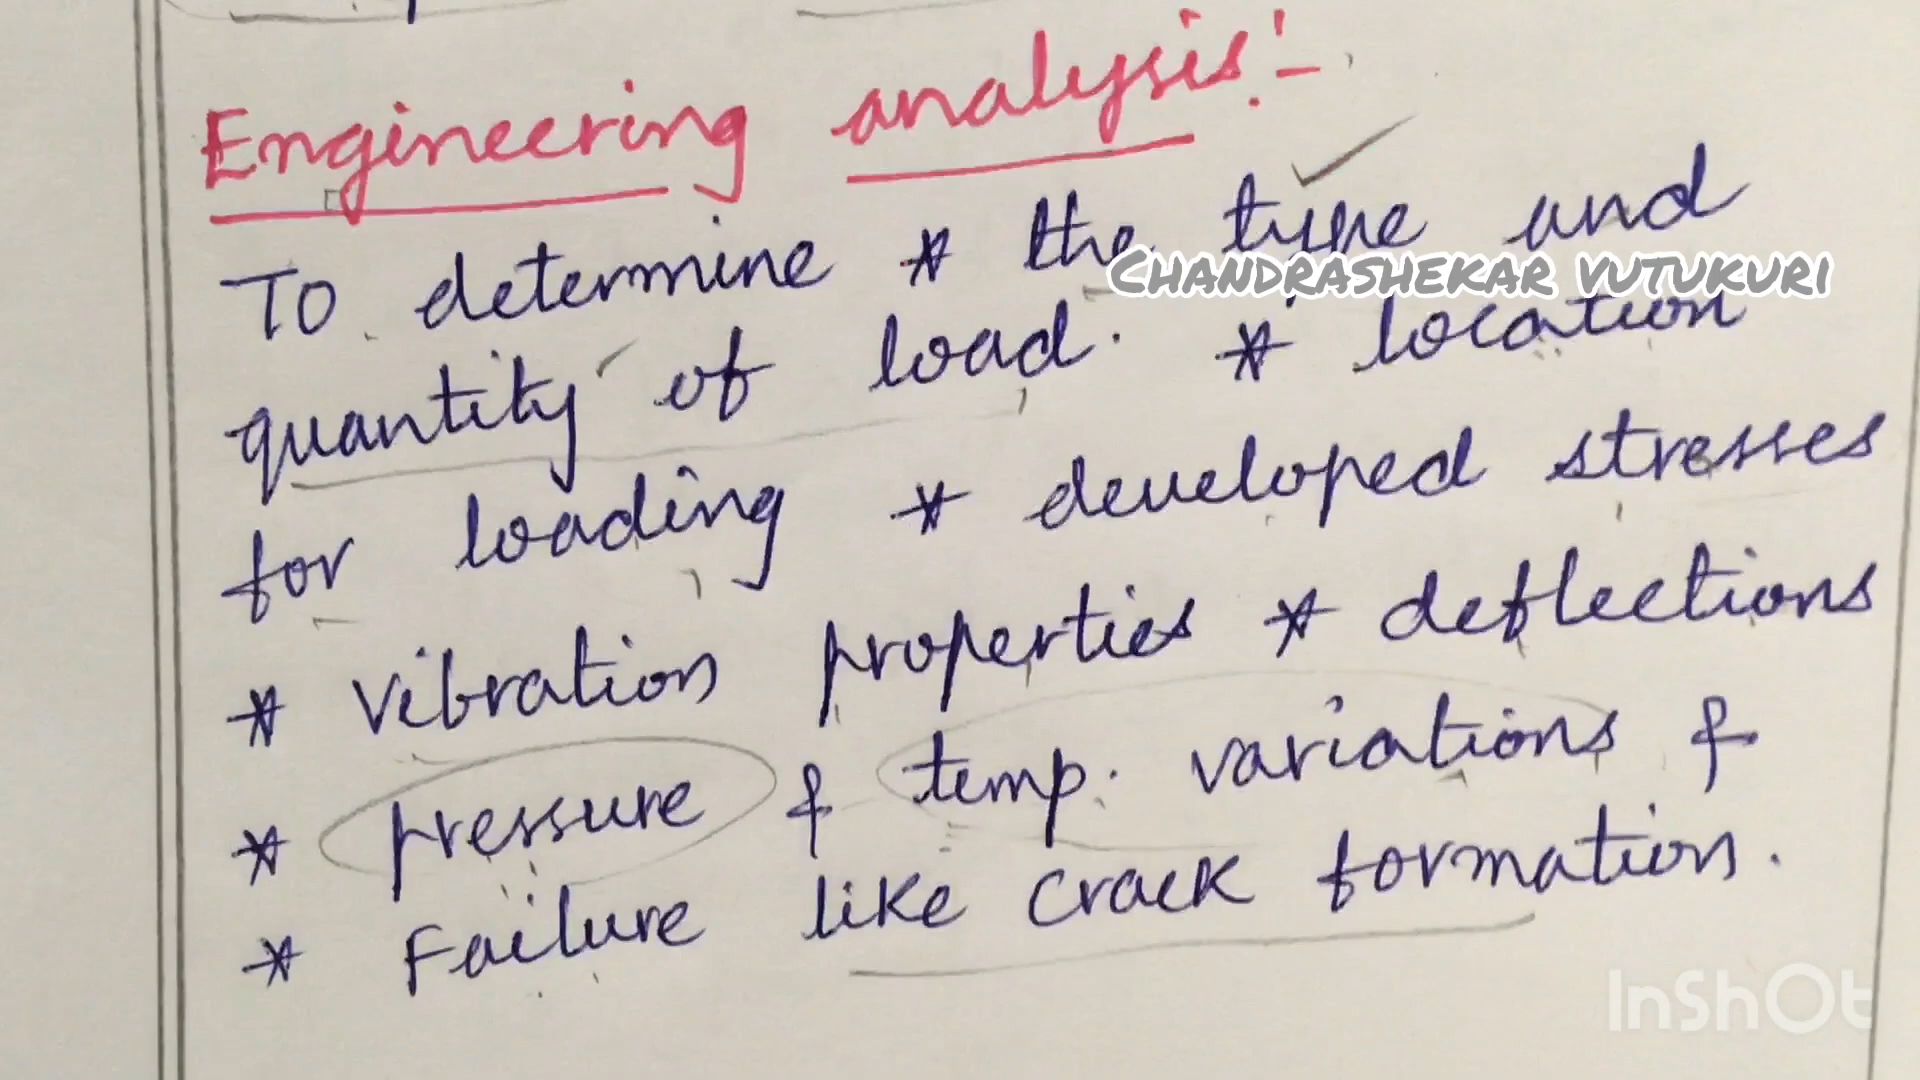 Engineering analysis:-
To determine * the type and
CHANDRASHEKAR VUTUKURI
quantity of load. * location
for loading * developed stresses
* vibration properties * deflections
* pressure & temp. variations &
* Failure like crack formation.
InShOt